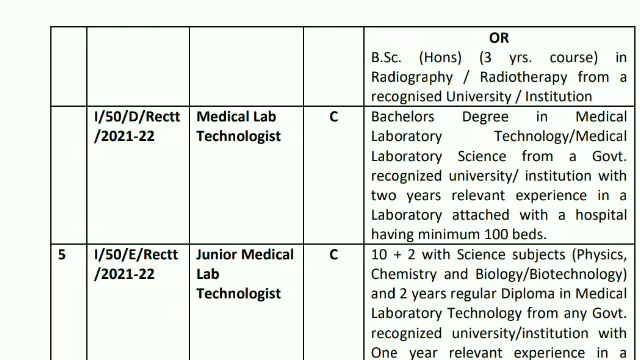 OR
B.Sc. (Hons) (3 yrs. course) in
Radiography / Radiotherapy from a
recognised University / Institution
I/50/D/Rectt
/2021-22
Medical Lab
Technologist
C
Bachelors Degree in Medical
Laboratory Technology/Medical
Laboratory Science from a Govt.
recognized university/ institution with
two years relevant experience in a
Laboratory attached with a hospital
having minimum 100 beds.
5
I/50/E/Rectt
/2021-22
Junior Medical
Lab
Technologist
C
10 + 2 with Science subjects (Physics,
Chemistry and Biology/Biotechnology)
and 2 years regular Diploma in Medical
Laboratory Technology from any Govt.
recognized university/institution with
One year relevant experience in a